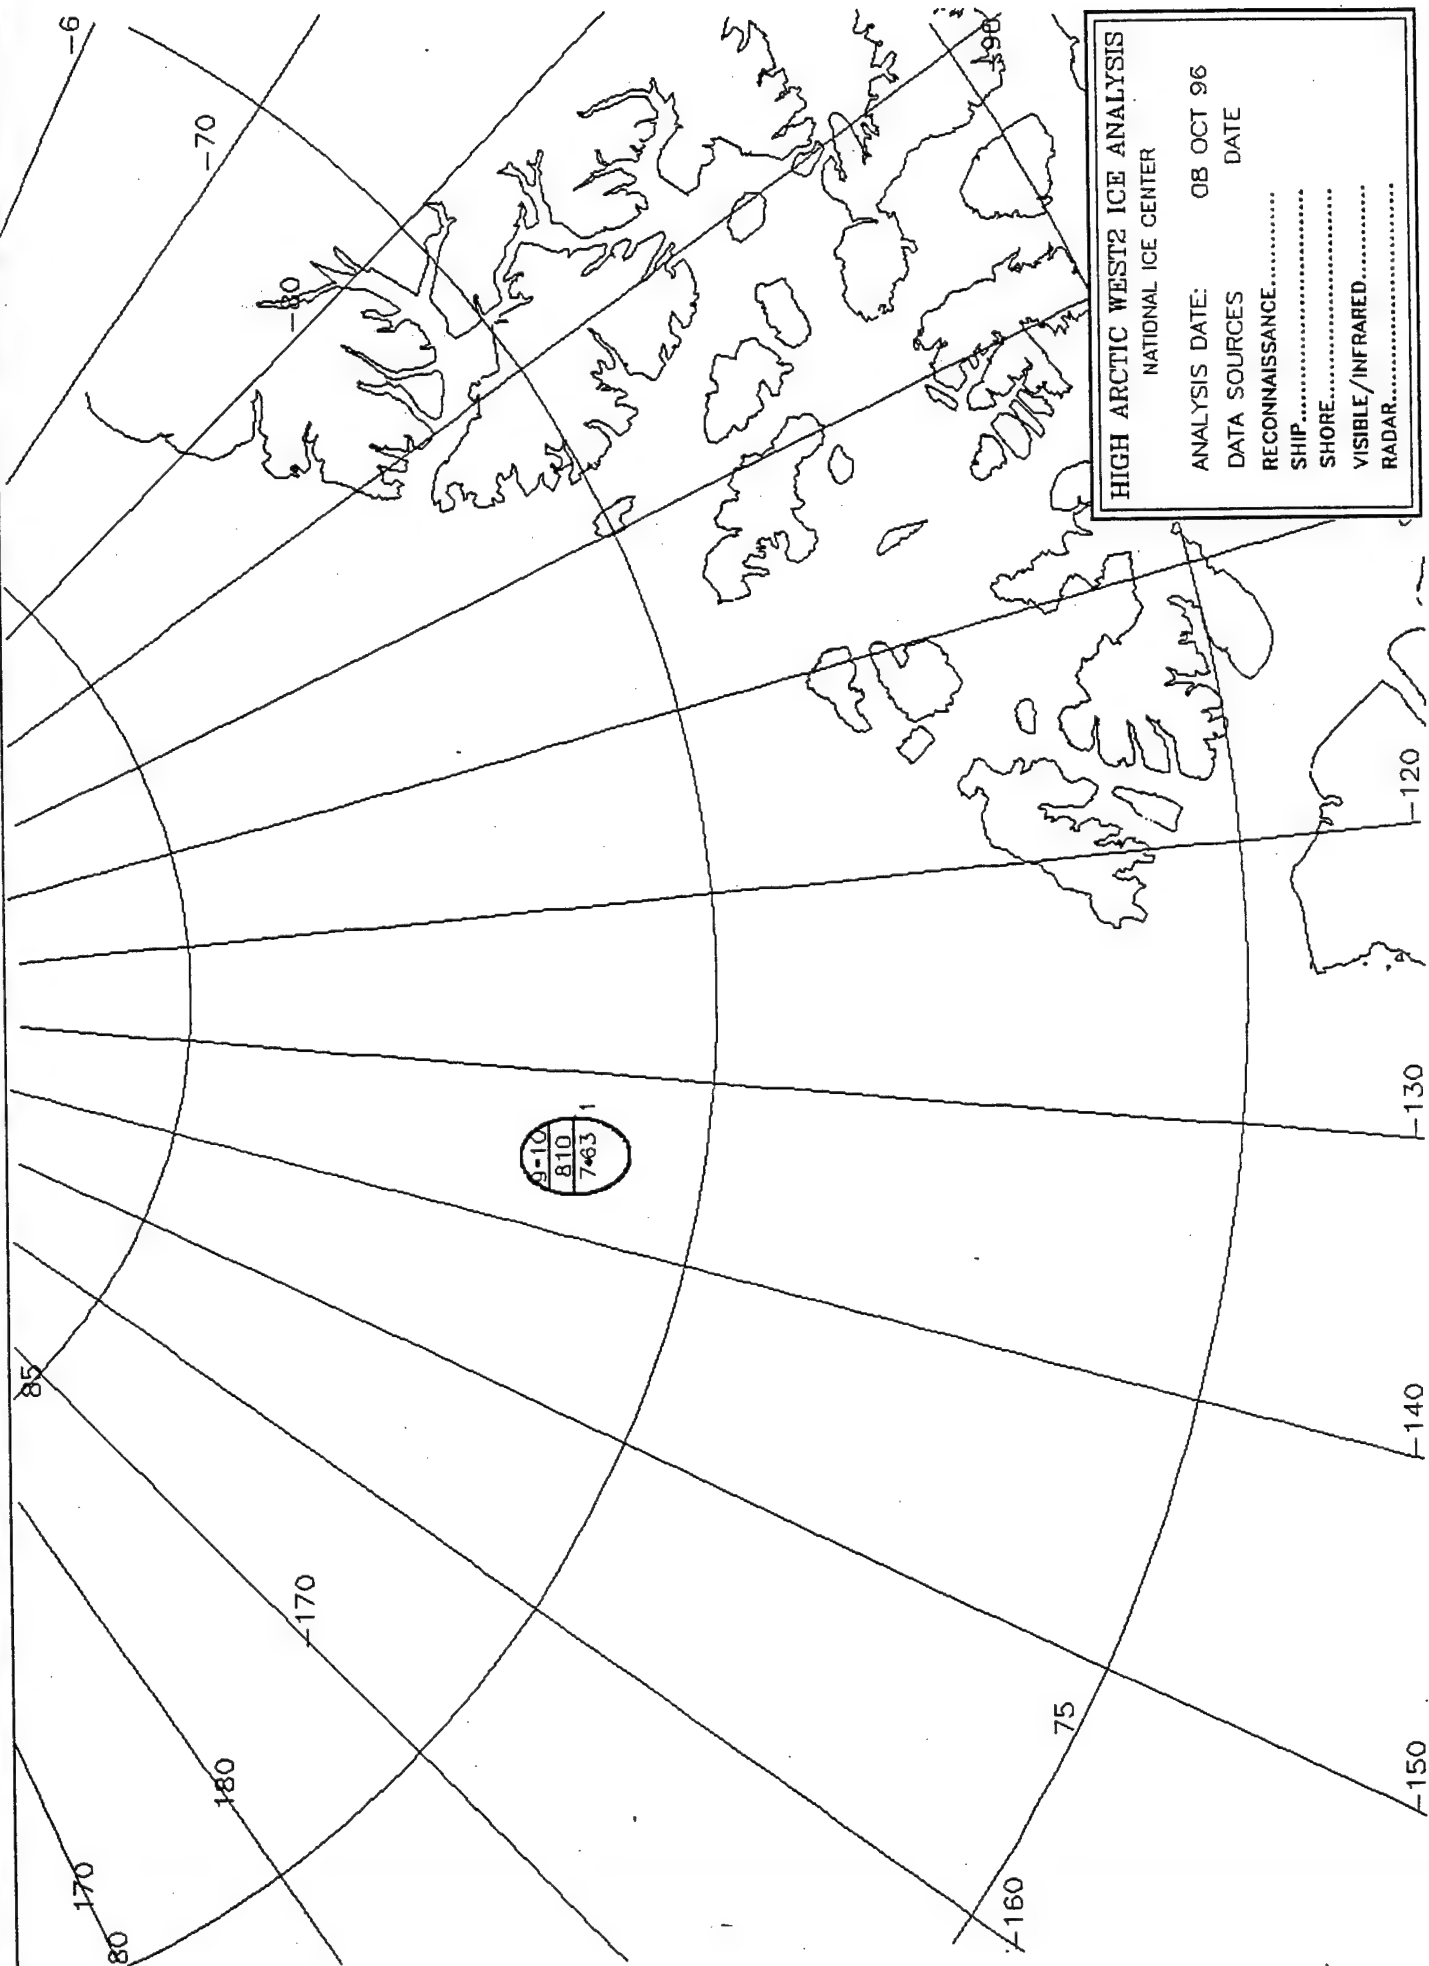 HIGH ARCTIC WEST2 ICE ANALYSIS
NATIONAL ICE CENTER
ANALYSIS DATE: 08 OCT 96
DATA SOURCES DATE
RECONNAISSANCE............
SHIP..............................
SHORE...........................
VISIBLE/INFRARED............
RADAR...........................
-6
-70
-80
-90
-120
-130
-140
-150
-160
-170
180
170
80
85
75
9-10
810
7•63
1